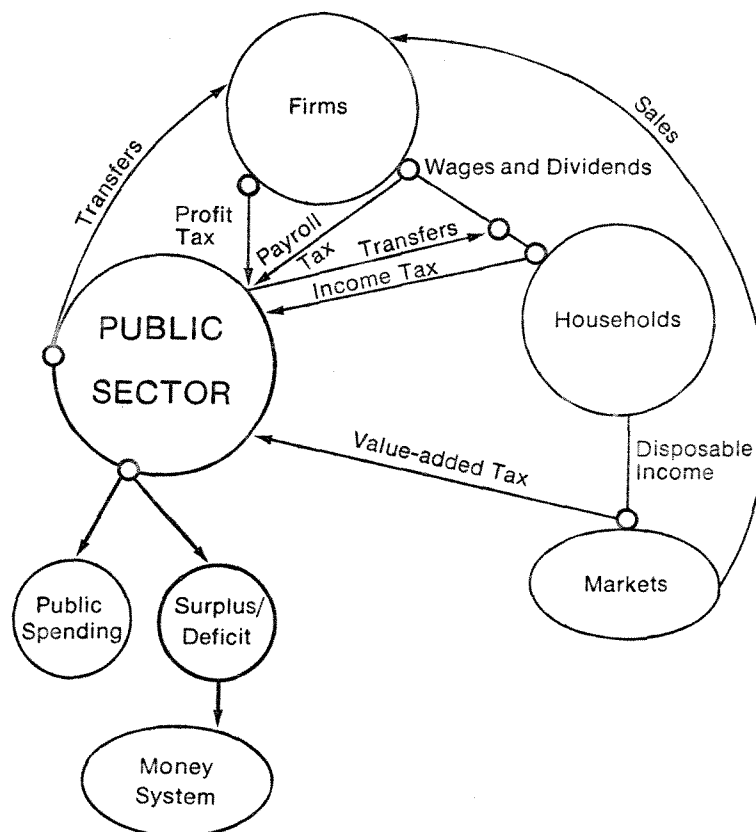 Firms
Sales
Transfers
Wages and Dividends
Profit
Tax
Payroll
Tax
Transfers
Income Tax
PUBLIC
SECTOR
Households
Value-added Tax
Disposable
Income
Markets
Public
Spending
Surplus/
Deficit
Money
System